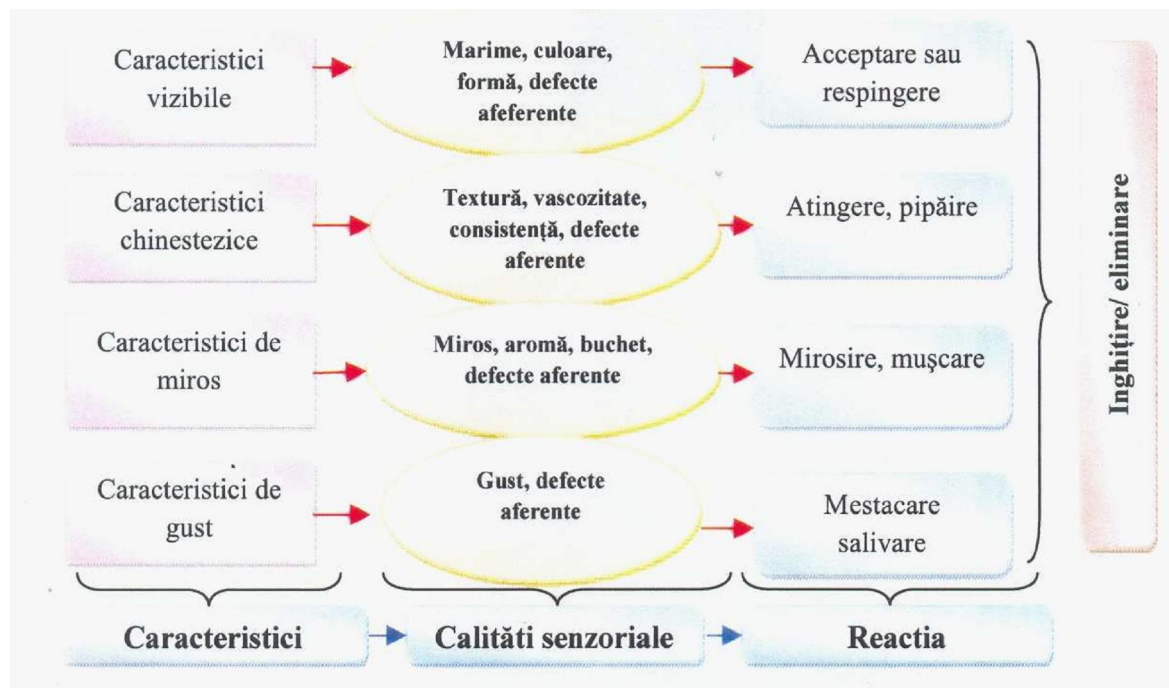 Caracteristici
vizibile
Marime, culoare,
formă, defecte
afeferente
Acceptare sau
respingere
Caracteristici
chinestezice
Textură, vascozitate,
consistență, defecte
aferente
Atingere, pipăire
Caracteristici de
miros
Miros, aromă, buchet,
defecte aferente
Mirosire, mușcare
Caracteristici de
gust
Gust, defecte
aferente
Mestacare
salivare
Inghițire/ eliminare
Caracteristici
Calităti senzoriale
Reactia